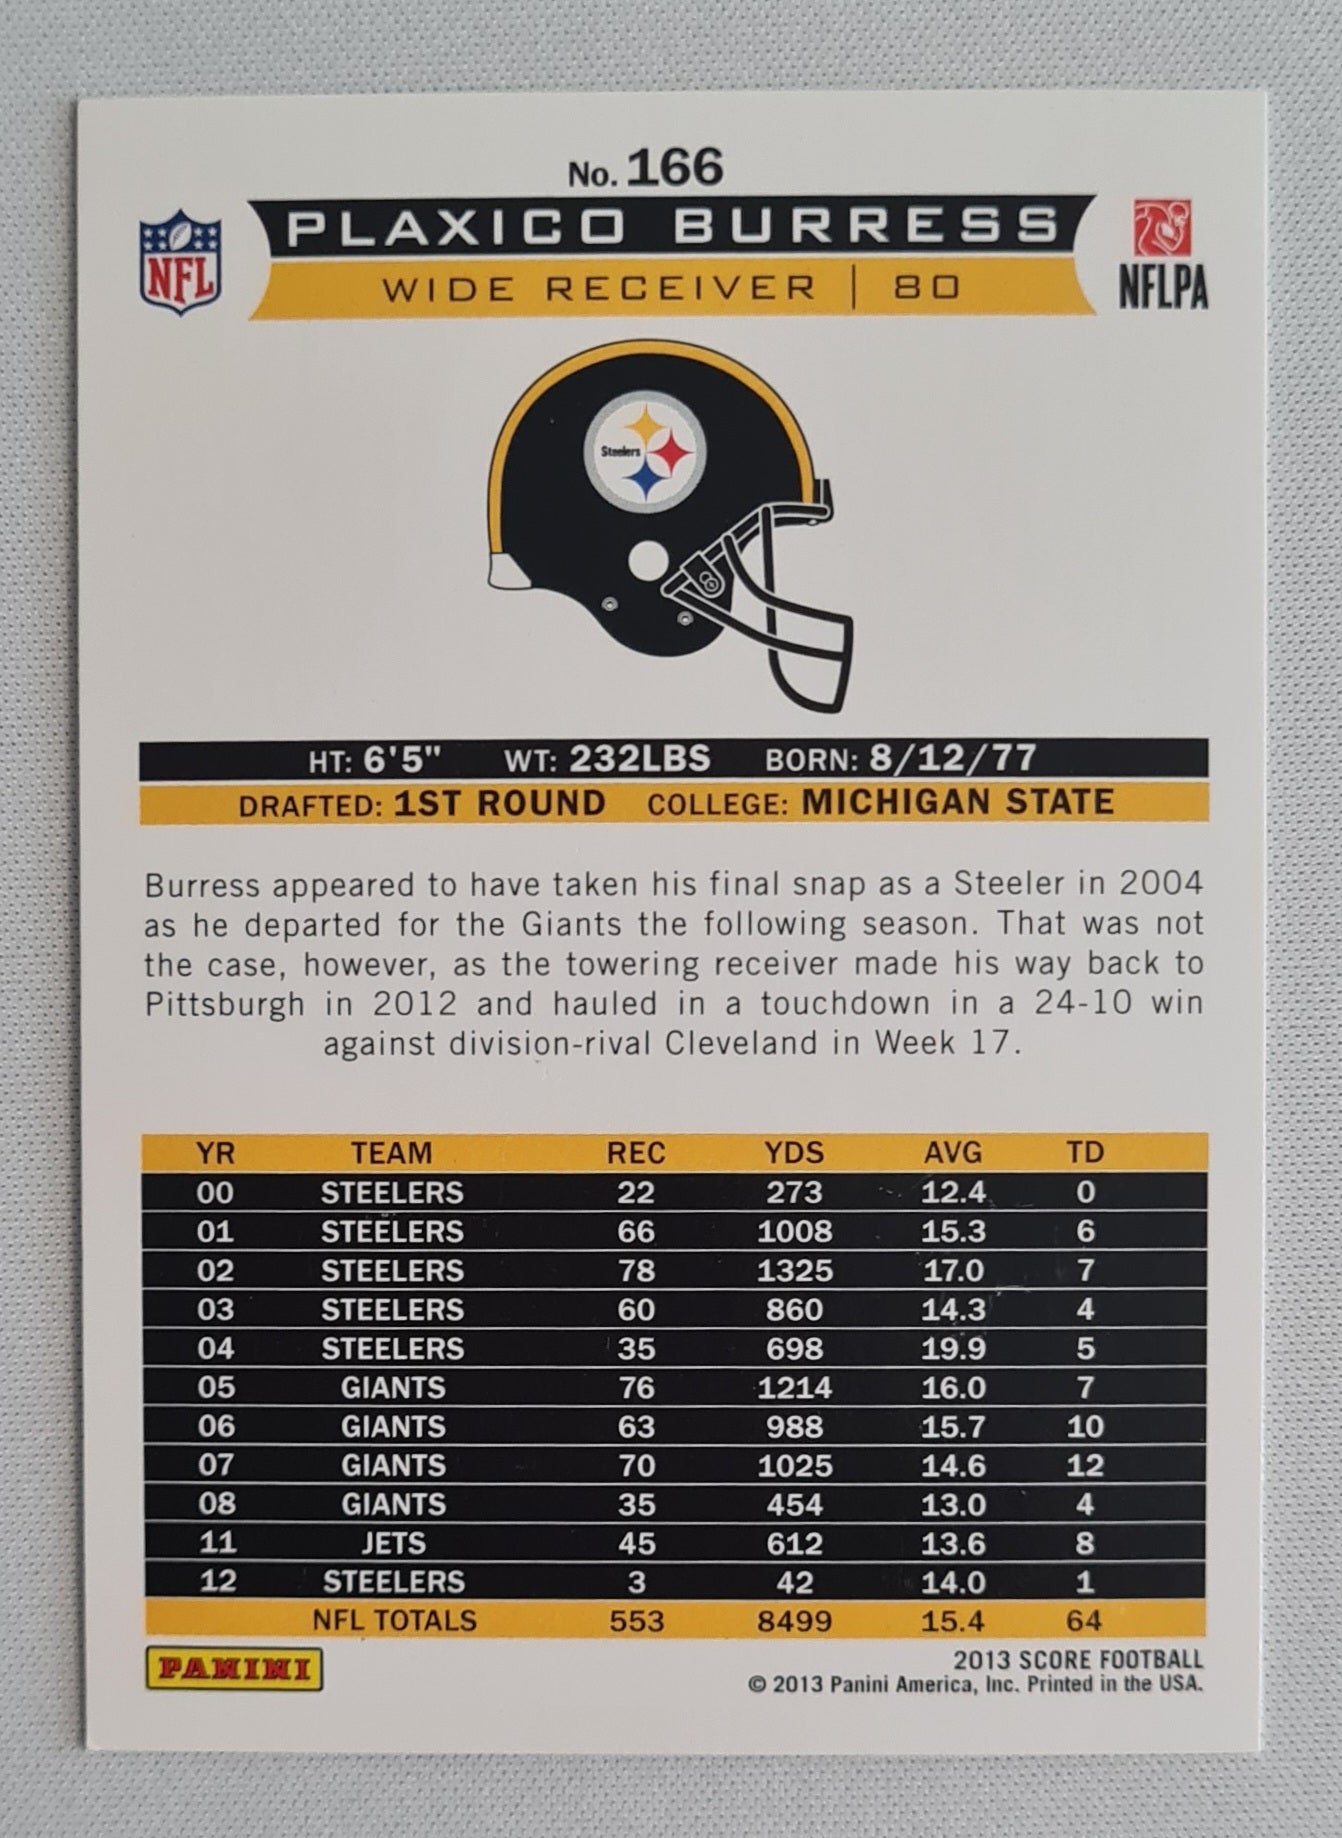 No. 166
PLAXICO BURRESS
WIDE RECEIVER | 80
NFL
NFLPA
Steelers
HT: 6'5" WT: 232LBS BORN: 8/12/77
DRAFTED: 1ST ROUND COLLEGE: MICHIGAN STATE
Burress appeared to have taken his final snap as a Steeler in 2004
as he departed for the Giants the following season. That was not
the case, however, as the towering receiver made his way back to
Pittsburgh in 2012 and hauled in a touchdown in a 24-10 win
against division-rival Cleveland in Week 17.
YR TEAM REC YDS AVG TD
00 STEELERS 22 273 12.4 0
01 STEELERS 66 1008 15.3 6
02 STEELERS 78 1325 17.0 7
03 STEELERS 60 860 14.3 4
04 STEELERS 35 698 19.9 5
05 GIANTS 76 1214 16.0 7
06 GIANTS 63 988 15.7 10
07 GIANTS 70 1025 14.6 12
08 GIANTS 35 454 13.0 4
11 JETS 45 612 13.6 8
12 STEELERS 3 42 14.0 1
NFL TOTALS 553 8499 15.4 64
PANINI
2013 SCORE FOOTBALL
© 2013 Panini America, Inc. Printed in the USA.